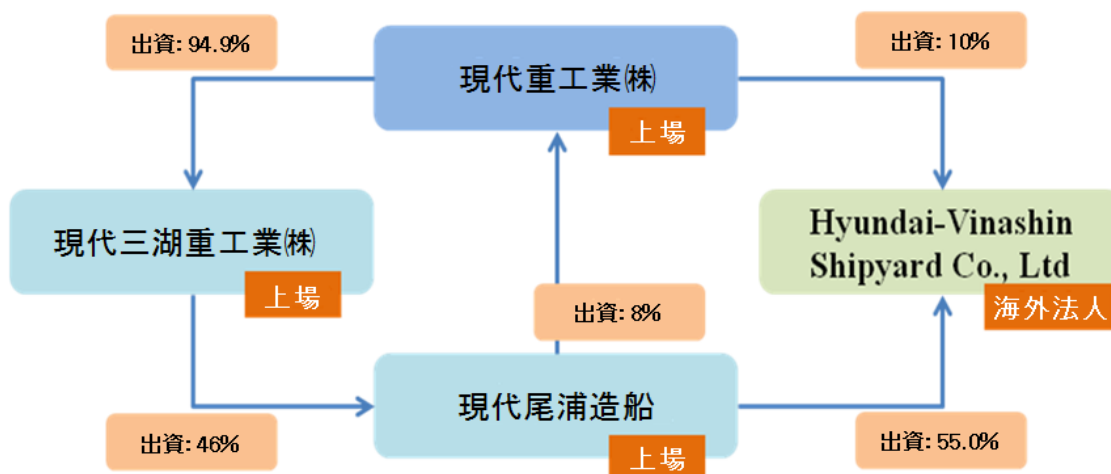 出資: 94.9%
現代重工業㈱
上場
出資: 10%
現代三湖重工業㈱
上場
Hyundai-Vinashin
Shipyard Co., Ltd
海外法人
出資: 8%
出資: 46%
現代尾浦造船
上場
出資: 55.0%